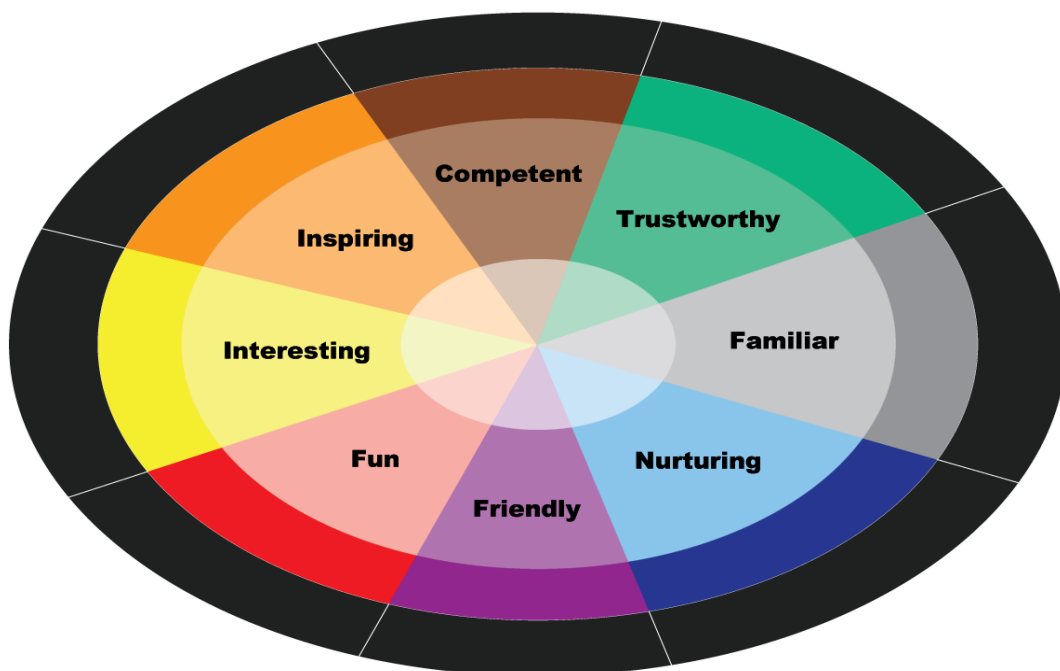 Competent
Trustworthy
Inspiring
Familiar
Interesting
Fun
Nurturing
Friendly